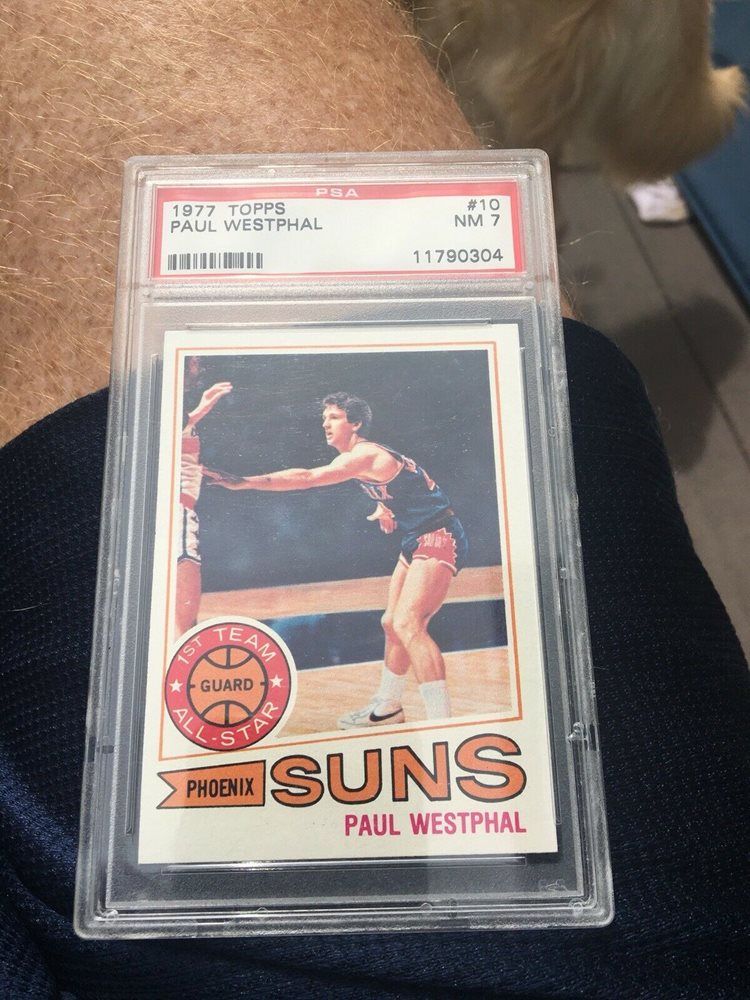 PSA
1977 TOPPS #10
PAUL WESTPHAL NM 7
11790304
1ST TEAM
GUARD
ALL-STAR
PHOENIX SUNS
PAUL WESTPHAL